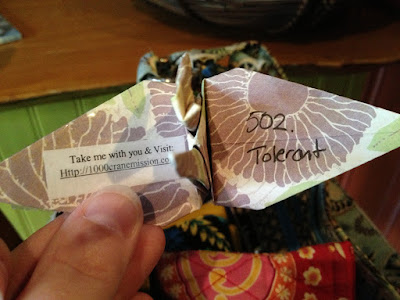 Take me with you & Visit:
Http://1000cranemission.co
502.
Tolerant